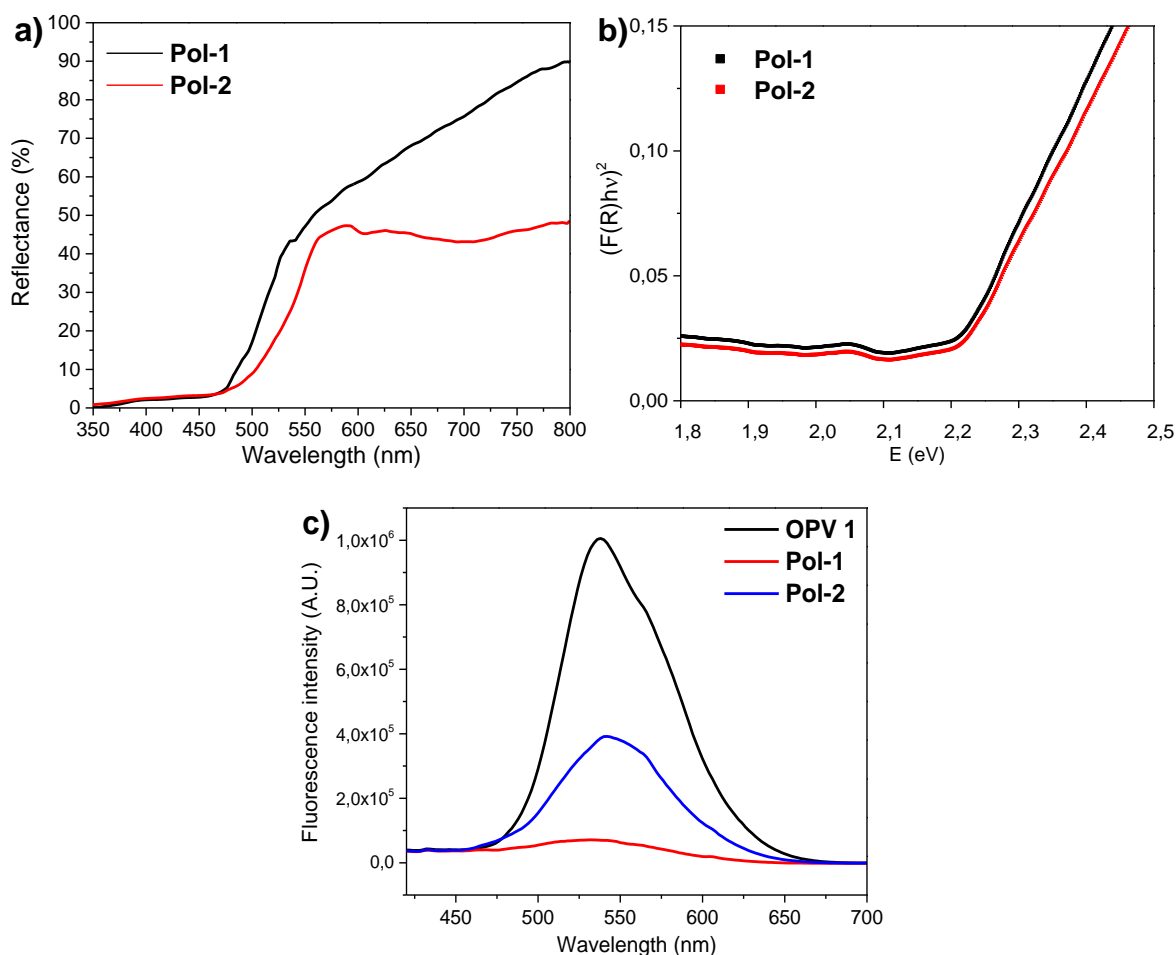 a)
Pol-1
Pol-2
Reflectance (%)
100
90
80
70
60
50
40
30
20
10
0
350 400 450 500 550 600 650 700 750 800
Wavelength (nm)
b)
Pol-1
Pol-2
(F(R)hν)²
0,15
0,10
0,05
0,00
1,8 1,9 2,0 2,1 2,2 2,3 2,4 2,5
E (eV)
c)
OPV 1
Pol-1
Pol-2
Fluorescence intensity (A.U.)
1,0x10⁶
8,0x10⁵
6,0x10⁵
4,0x10⁵
2,0x10⁵
0,0
450 500 550 600 650 700
Wavelength (nm)